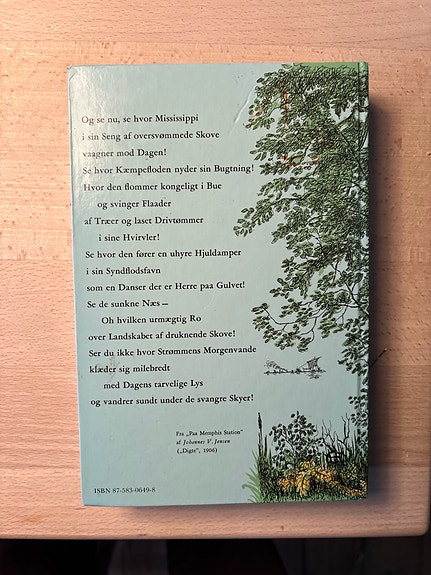 Og se nu, se hvor Mississippi
i sin Seng af oversvømmede Skove
vaagner mod Dagen!
Se hvor Kæmpefloden nyder sin Bugtning!
Hvor den flommer kongeligt i Bue
og svinger Flaader
af Træer og laset Drivtømmer
i sine Hvirvler!
Se hvor den fører en uhyre Hjuldamper
i sin Syndflodsfavn
som en Danser der er Herre paa Gulvet!
Se de sunkne Næs —
Oh hvilken urmægtig Ro
over Landskabet af druknende Skove!
Ser du ikke hvor Strømmens Morgenvande
klæder sig milebredt
med Dagens tarvelige Lys
og vandrer sundt under de svangre Skyer!
Fra „Paa Memphis Station”
af Johannes V. Jensen
(„Digte”, 1906)
ISBN 87-583-0649-8